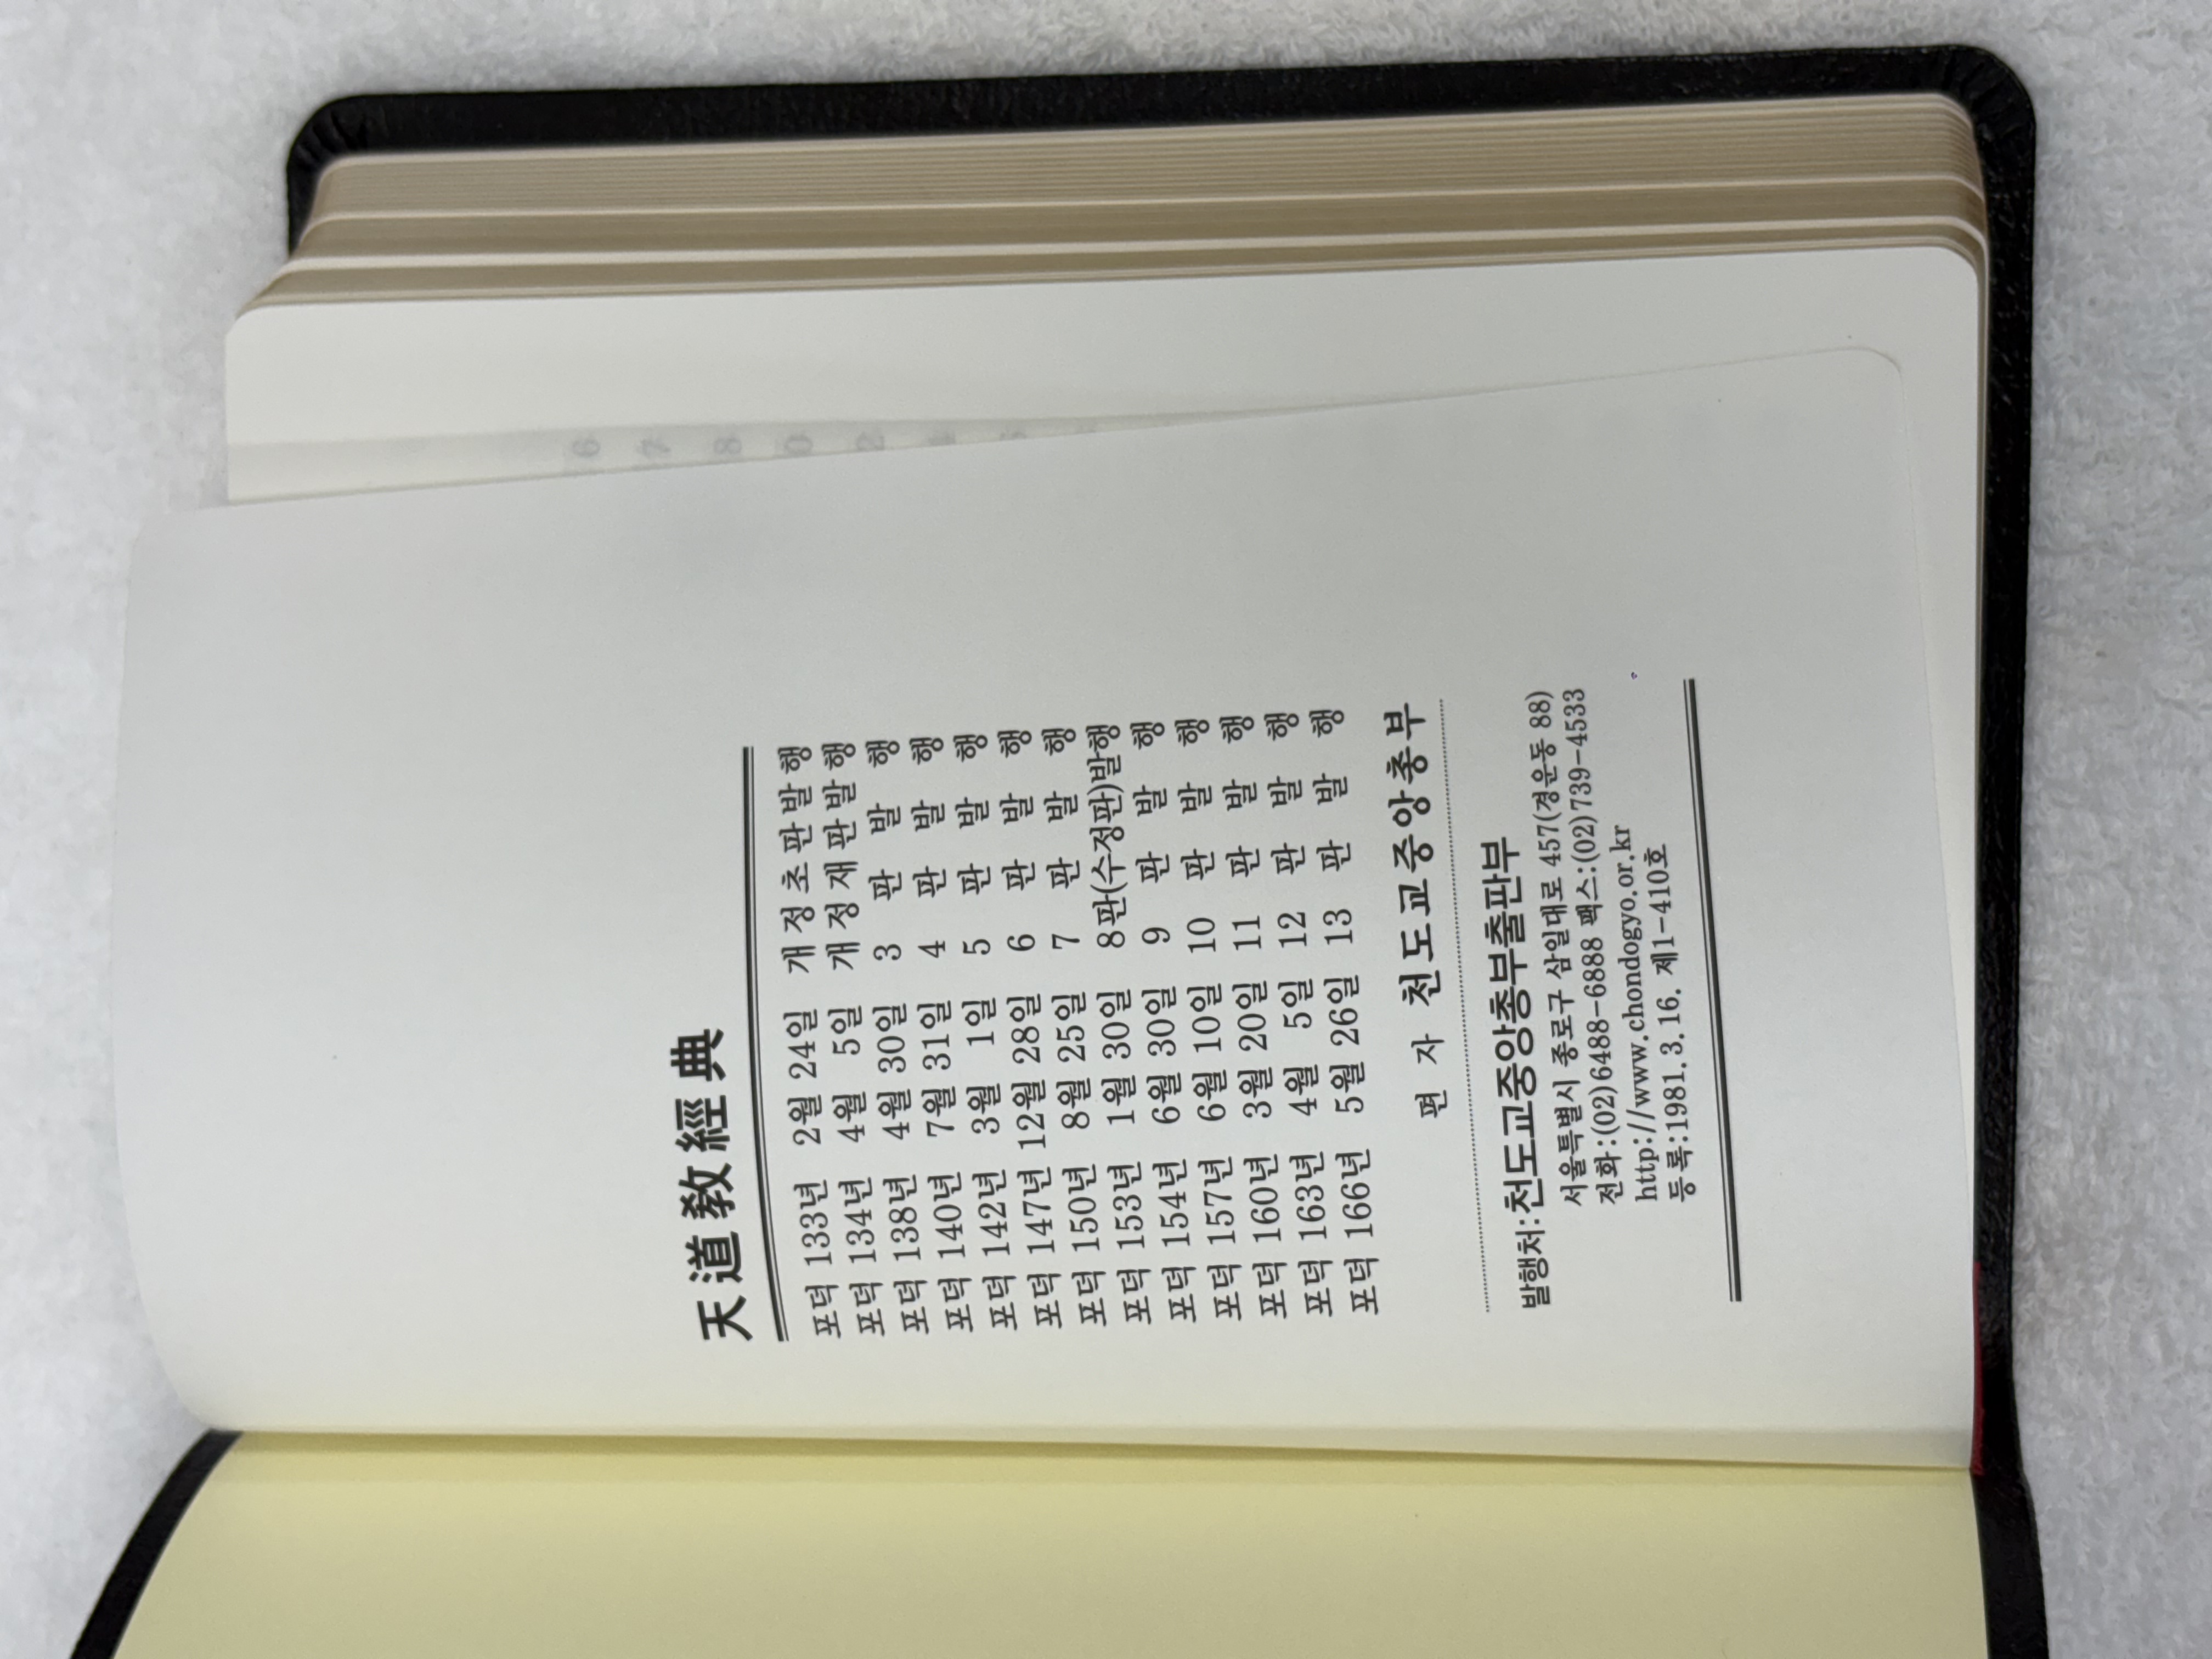 天道敎經典
포덕 133년 2월 24일 개정초판발행
포덕 134년 4월 5일 개정재판발행
포덕 138년 4월 30일 3 판 발 행
포덕 140년 7월 31일 4 판 발 행
포덕 142년 3월 1일 5 판 발 행
포덕 147년 12월 28일 6 판 발 행
포덕 150년 8월 25일 7 판 발 행
포덕 153년 1월 30일 8판(수정판)발행
포덕 154년 6월 30일 9 판 발 행
포덕 157년 6월 10일 10 판 발 행
포덕 160년 3월 20일 11 판 발 행
포덕 163년 4월 5일 12 판 발 행
포덕 166년 5월 26일 13 판 발 행
편 자 천도교중앙총부
발행처:천도교중앙총부출판부
서울특별시 종로구 삼일대로 457(경운동 88)
전화:(02)6488-6888 팩스:(02)739-4533
http://www.chondogyo.or.kr
등록:1981.3.16. 제1-410호